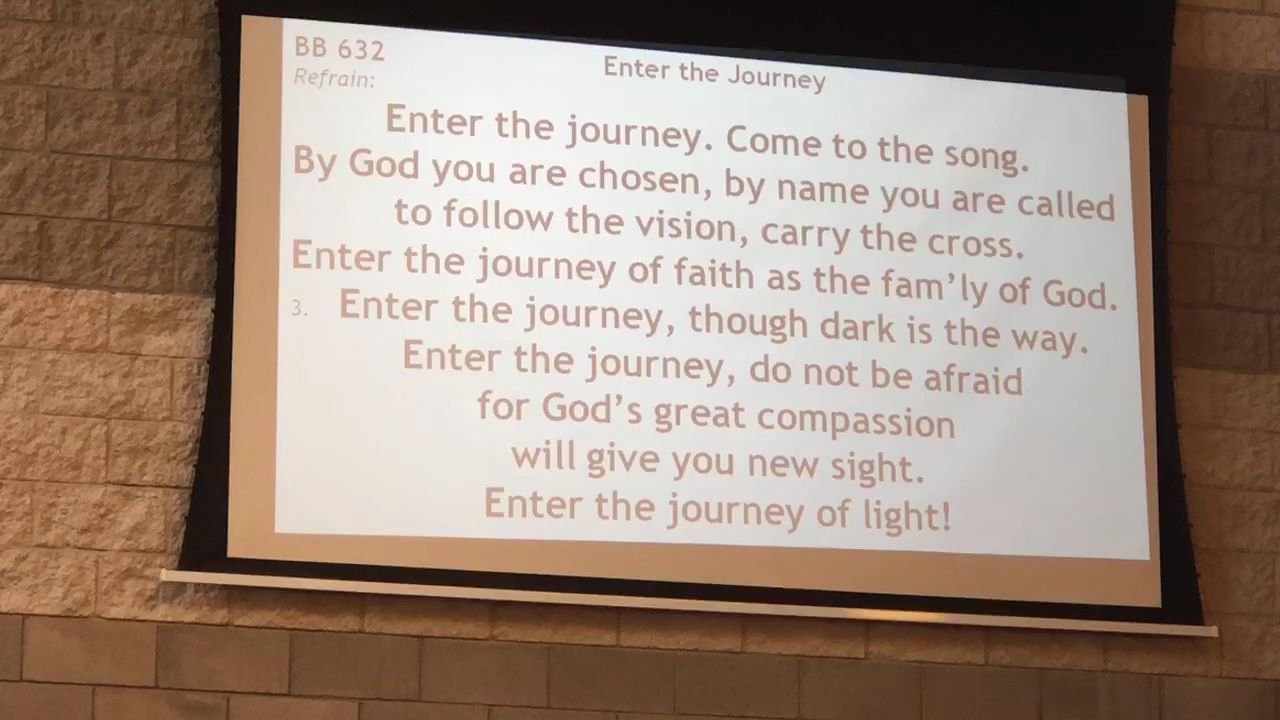 BB 632
Enter the Journey
Refrain:
Enter the journey. Come to the song.
By God you are chosen, by name you are called
to follow the vision, carry the cross.
Enter the journey of faith as the fam’ly of God.
3. Enter the journey, though dark is the way.
Enter the journey, do not be afraid
for God’s great compassion
will give you new sight.
Enter the journey of light!